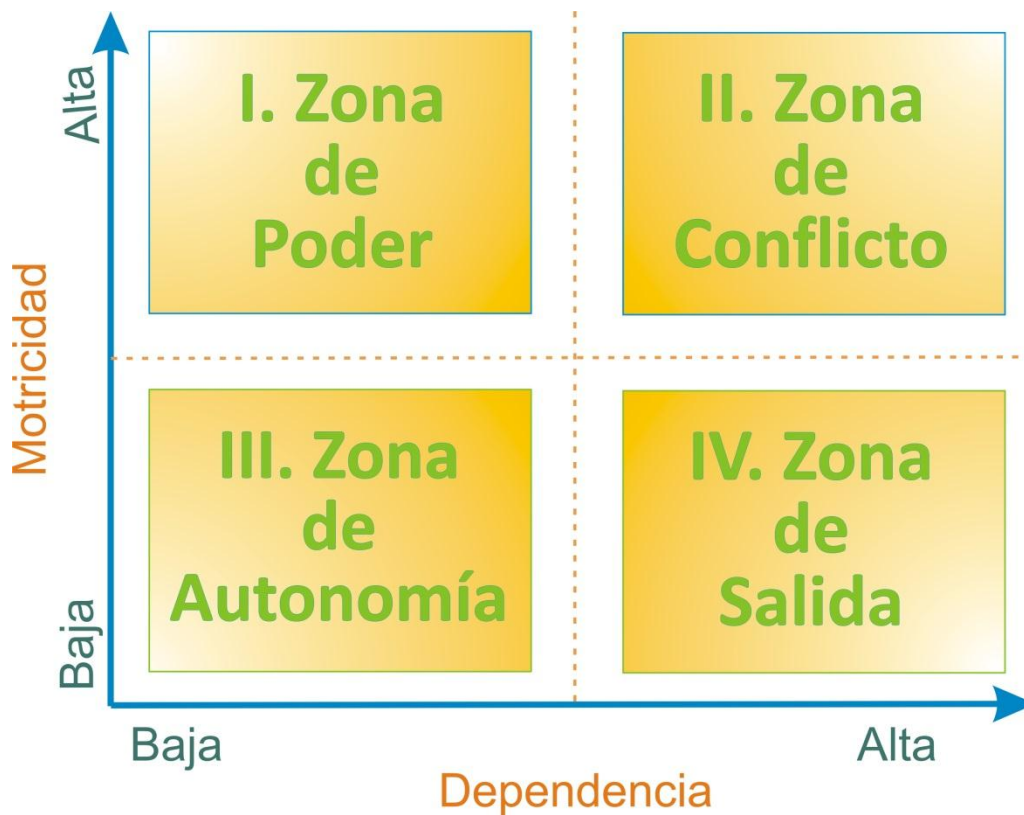 Motricidad
Alta
Baja
I. Zona
de
Poder
II. Zona
de
Conflicto
III. Zona
de
Autonomía
IV. Zona
de
Salida
Baja
Alta
Dependencia